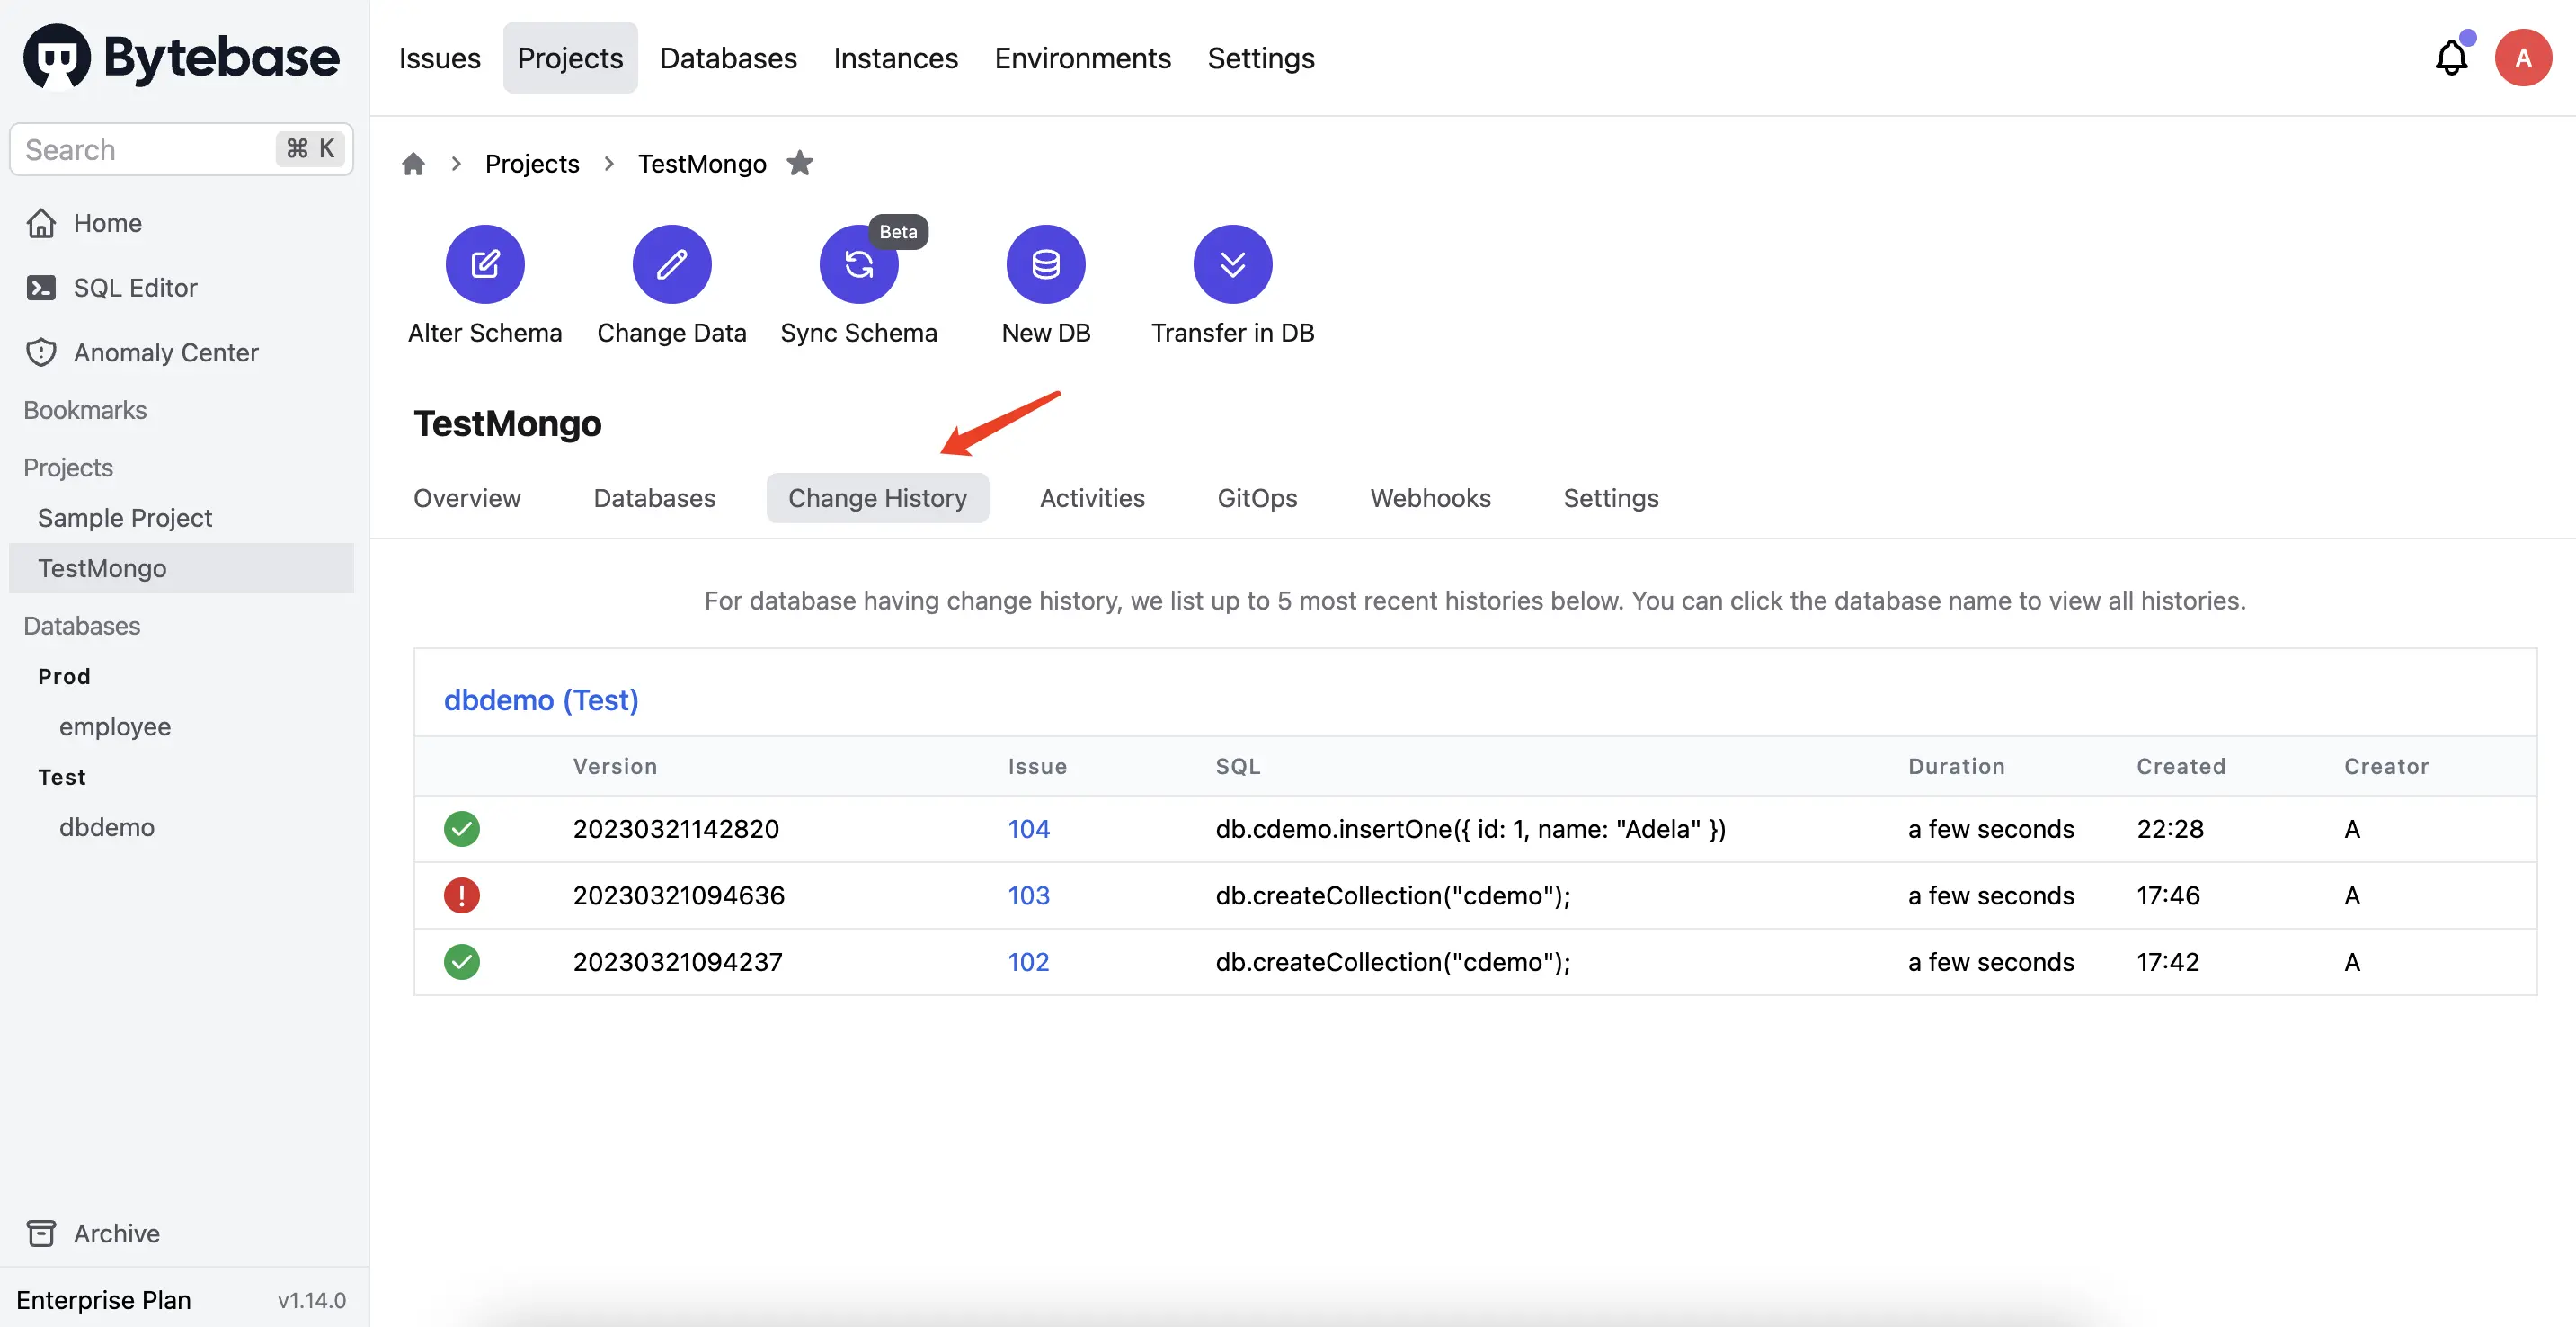 Bytebase
Issues Projects Databases Instances Environments Settings
A
Search ⌘ K
Home
SQL Editor
Anomaly Center
Bookmarks
Projects
Sample Project
TestMongo
Databases
Prod
employee
Test
dbdemo
Archive
Enterprise Plan v1.14.0
Projects TestMongo
Beta
Alter Schema Change Data Sync Schema New DB Transfer in DB
TestMongo
Overview Databases Change History Activities GitOps Webhooks Settings
For database having change history, we list up to 5 most recent histories below. You can click the database name to view all histories.
dbdemo (Test)
Version Issue SQL Duration Created Creator
20230321142820 104 db.cdemo.insertOne({ id: 1, name: "Adela" }) a few seconds 22:28 A
20230321094636 103 db.createCollection("cdemo"); a few seconds 17:46 A
20230321094237 102 db.createCollection("cdemo"); a few seconds 17:42 A